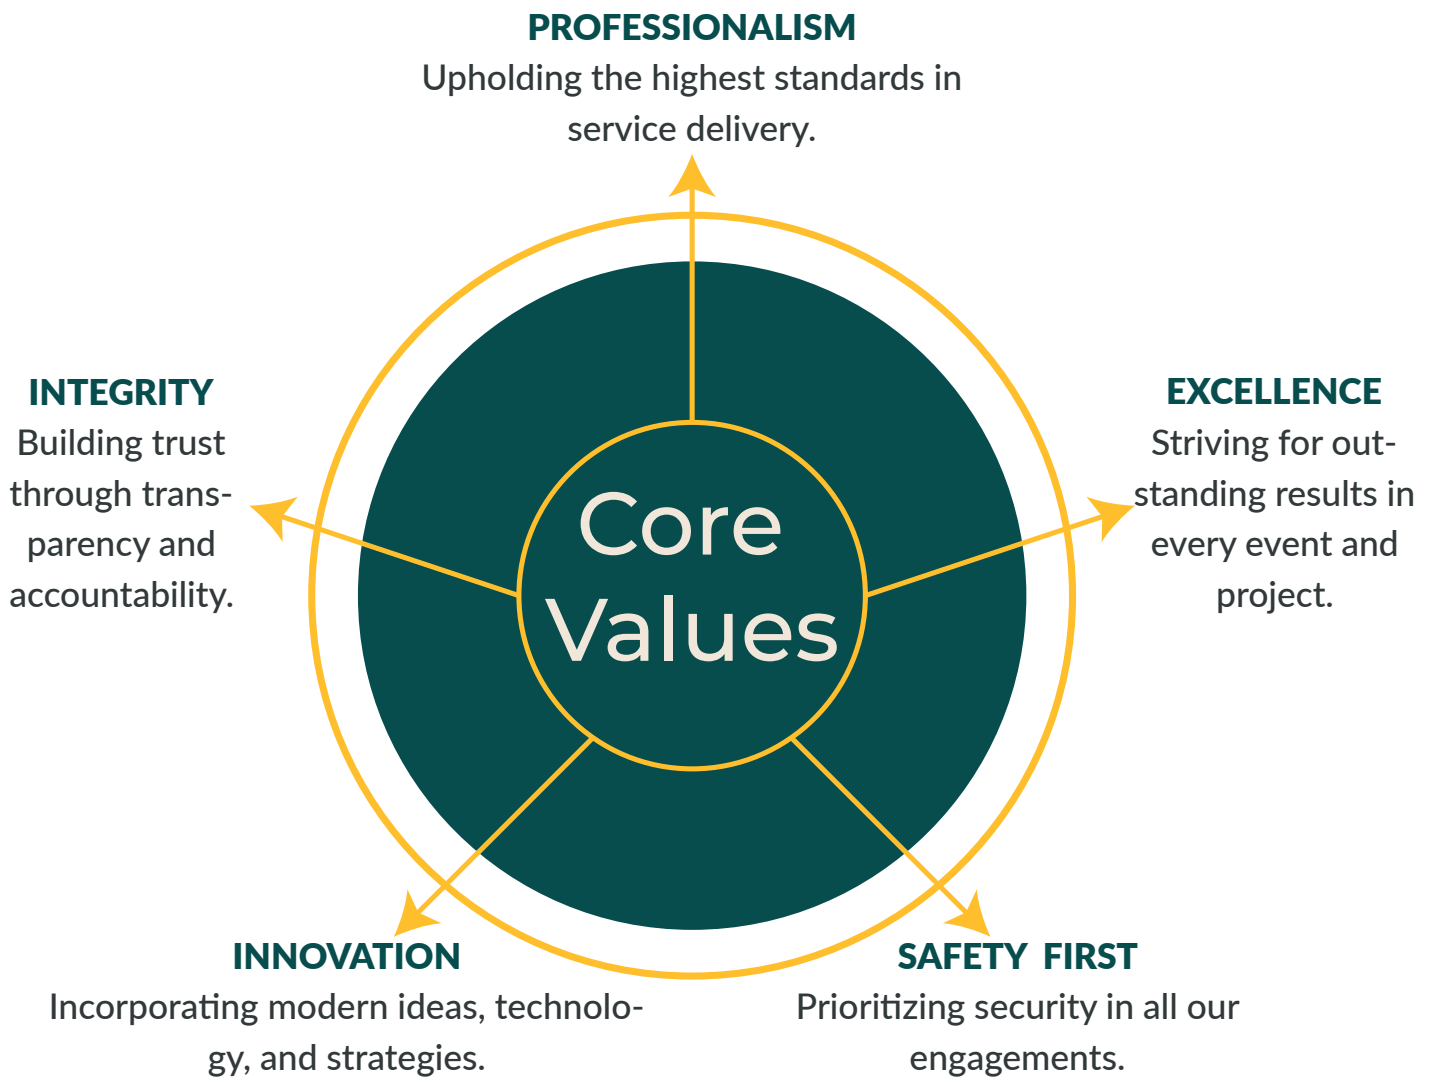 PROFESSIONALISM
Upholding the highest standards in
service delivery.
INTEGRITY
Building trust
through trans-
parency and
accountability.
Core
Values
EXCELLENCE
Striving for out-
standing results in
every event and
project.
INNOVATION
Incorporating modern ideas, technolo-
gy, and strategies.
SAFETY FIRST
Prioritizing security in all our
engagements.